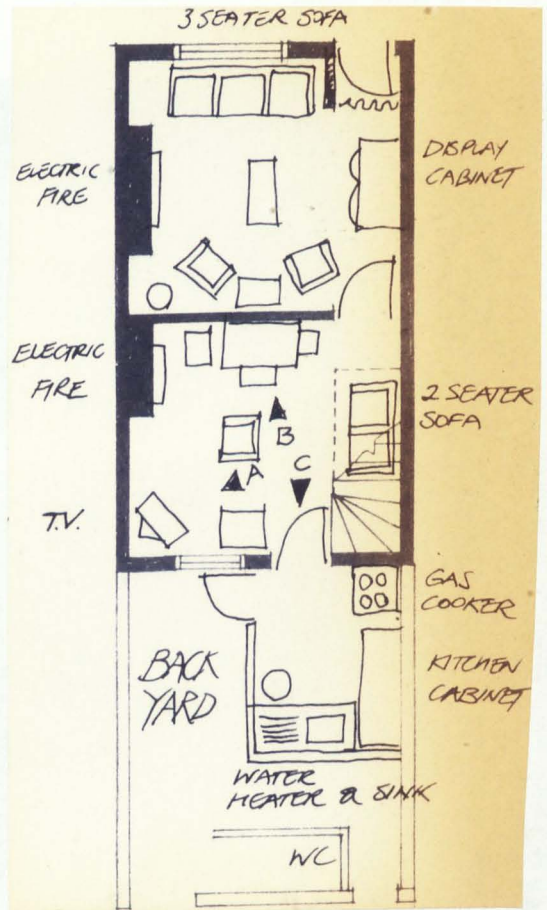 3 SEATER SOFA
ELECTRIC
FIRE
DISPLAY
CABINET
ELECTRIC
FIRE
2 SEATER
SOFA
B
A
C
T.V.
GAS
COOKER
BACK
YARD
KITCHEN
CABINET
WATER
HEATER & SINK
WC